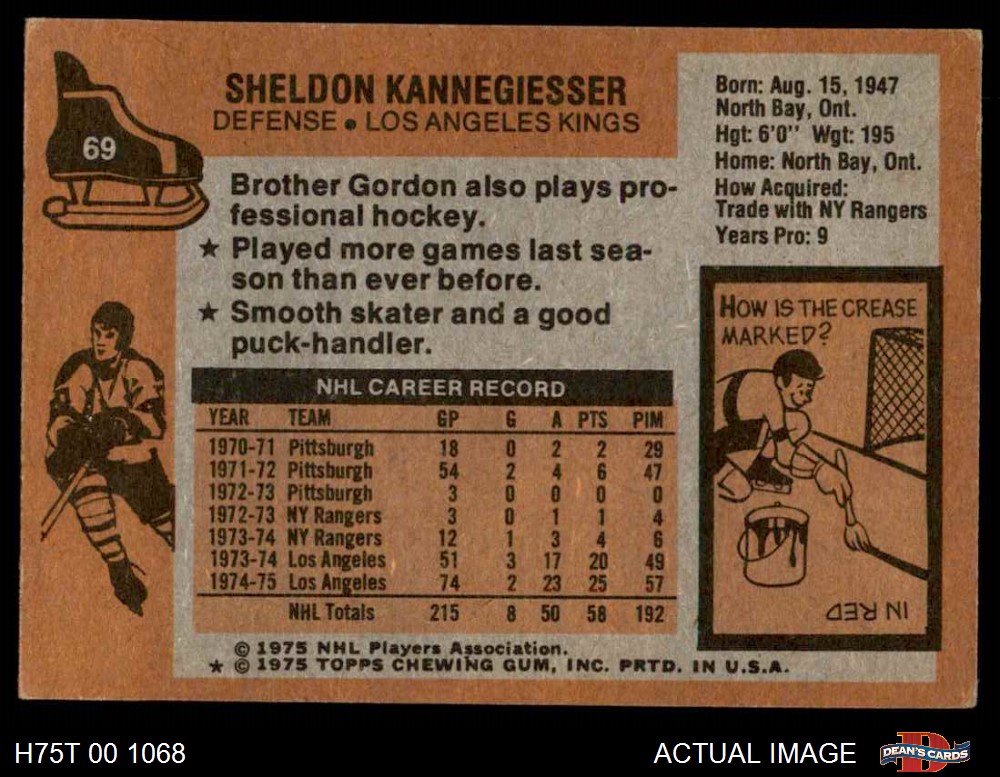 69
SHELDON KANNEGIESSER
DEFENSE • LOS ANGELES KINGS
Brother Gordon also plays pro-
fessional hockey.
★ Played more games last sea-
son than ever before.
★ Smooth skater and a good
puck-handler.
NHL CAREER RECORD
YEAR TEAM GP G A PTS PIM
1970-71 Pittsburgh 18 0 2 2 29
1971-72 Pittsburgh 54 2 4 6 47
1972-73 Pittsburgh 3 0 0 0 0
1972-73 NY Rangers 3 0 1 1 4
1973-74 NY Rangers 12 1 3 4 6
1973-74 Los Angeles 51 3 17 20 49
1974-75 Los Angeles 74 2 23 25 57
NHL Totals 215 8 50 58 192
© 1975 NHL Players Association.
★ © 1975 TOPPS CHEWING GUM, INC. PRTD. IN U.S.A.
Born: Aug. 15, 1947
North Bay, Ont.
Hgt: 6'0" Wgt: 195
Home: North Bay, Ont.
How Acquired:
Trade with NY Rangers
Years Pro: 9
HOW IS THE CREASE
MARKED?
IN RED
H75T 00 1068
ACTUAL IMAGE
D
DEAN'S CARDS